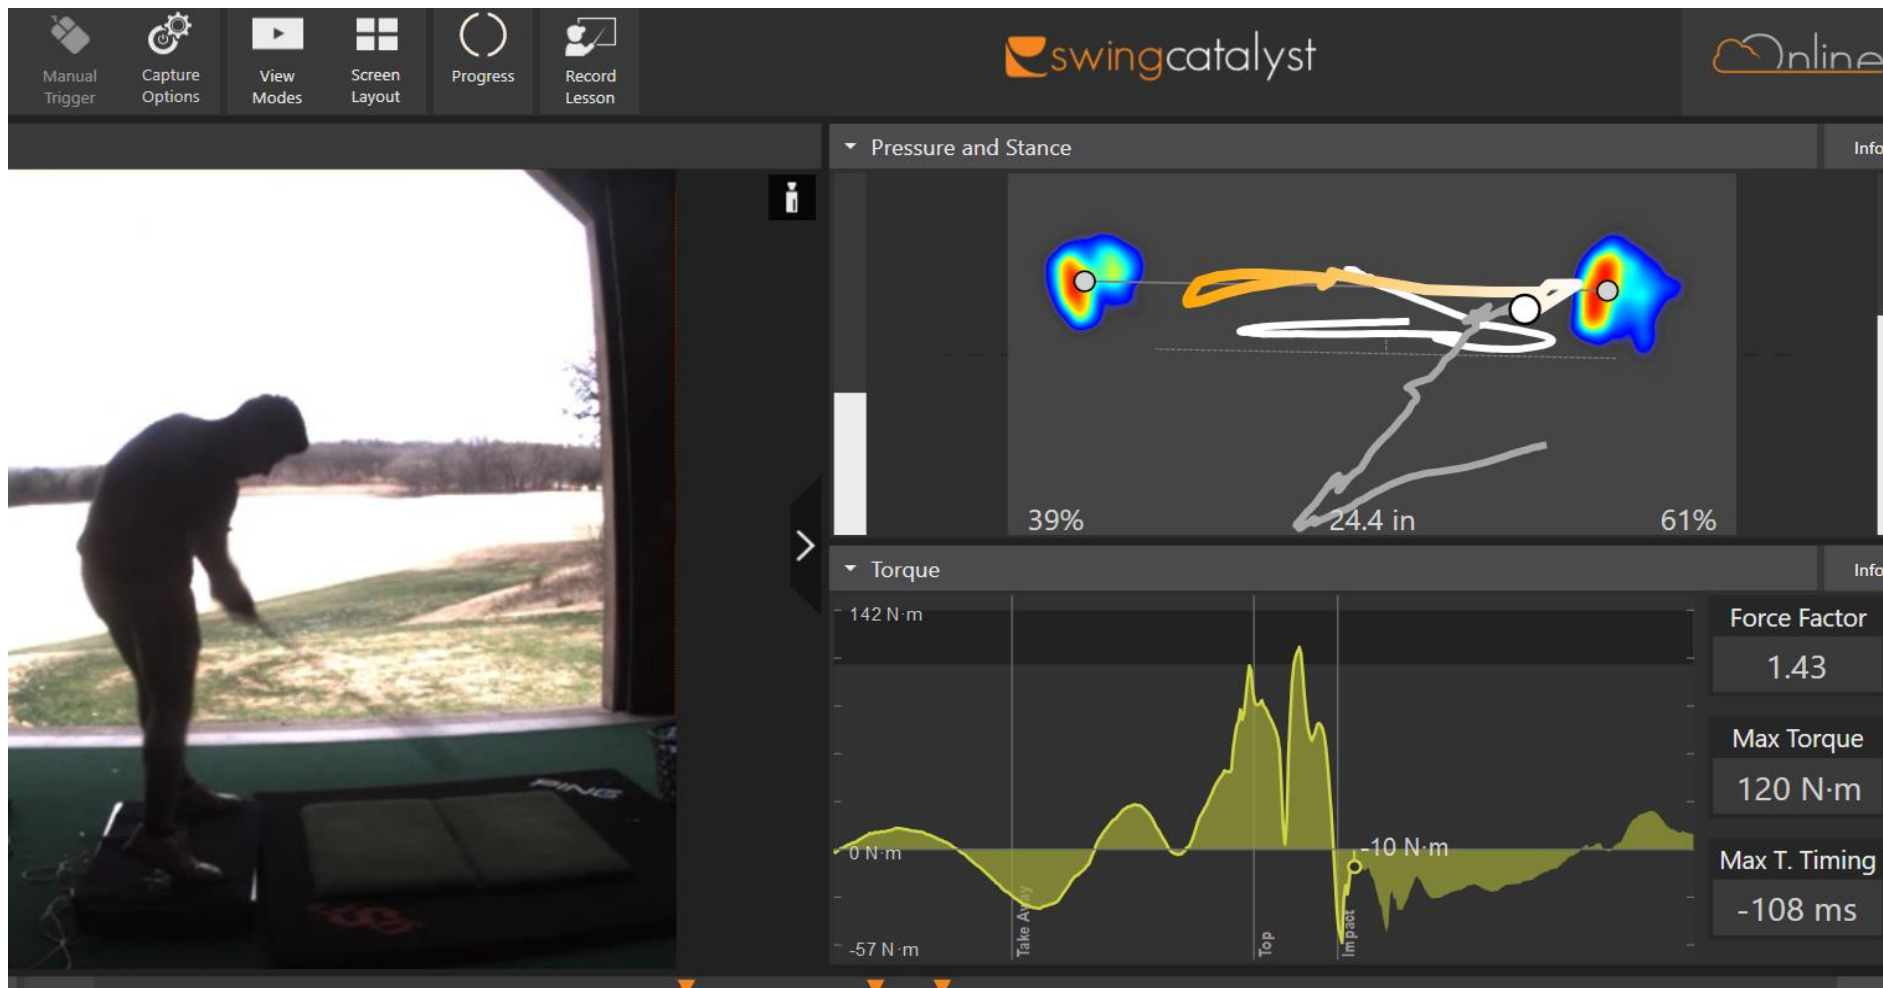 Manual
Trigger
Capture
Options
View
Modes
Screen
Layout
Progress
Record
Lesson
swingcatalyst
Online
Pressure and Stance
Info
39%
24.4 in
61%
Torque
Info
142 N·m
0 N·m
-57 N·m
Take Away
Top
Impact
-10 N·m
Force Factor
1.43
Max Torque
120 N·m
Max T. Timing
-108 ms
PING